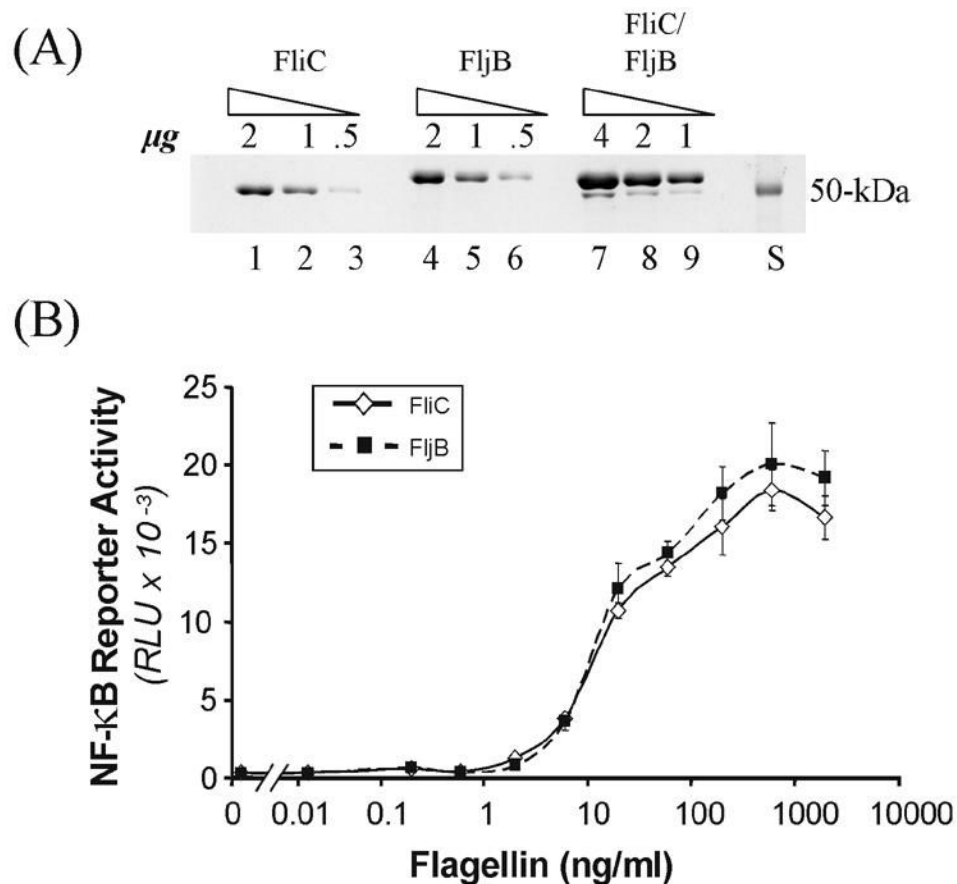 (A)
FliC
FljB
FliC/
FljB
µg 2 1 .5 2 1 .5 4 2 1
50-kDa
1 2 3 4 5 6 7 8 9 S
(B)
NF-κB Reporter Activity
(RLU x 10⁻³)
25
20
15
10
5
0
FliC
FljB
0 0.01 0.1 1 10 100 1000 10000
Flagellin (ng/ml)